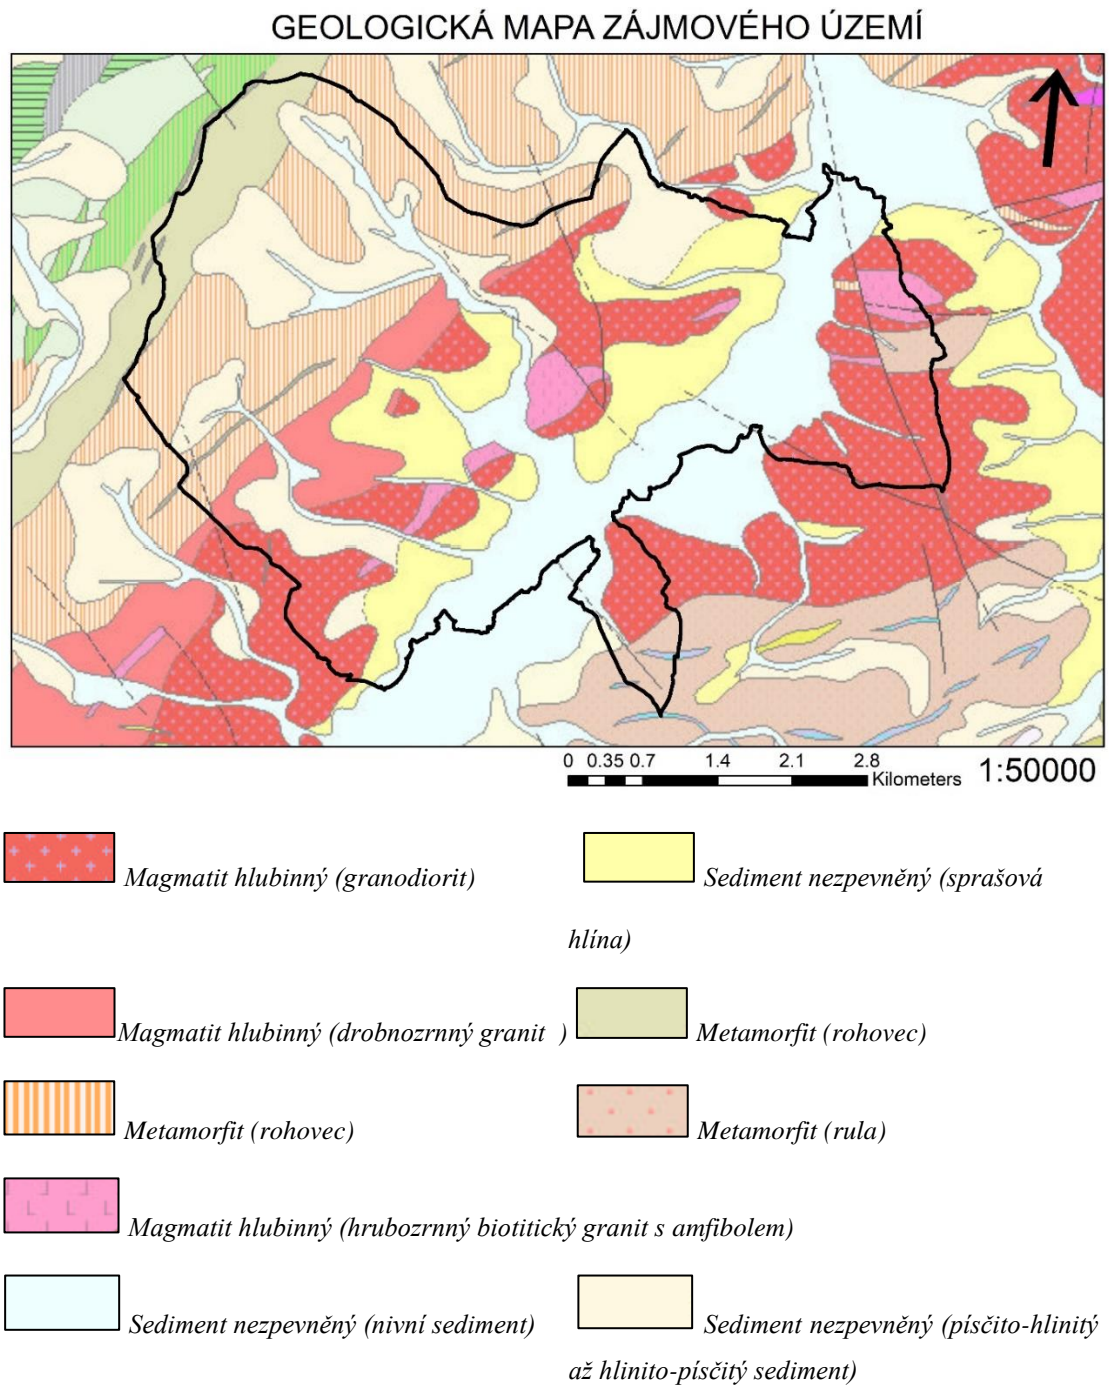 GEOLOGICKÁ MAPA ZÁJMOVÉHO ÚZEMÍ
0 0.35 0.7 1.4 2.1 2.8
Kilometers 1:50000
Magmatit hlubinný (granodiorit)
Sediment nezpevněný (sprašová
hlína)
Magmatit hlubinný (drobnozrnný granit )
Metamorfit (rohovec)
Metamorfit (rohovec)
Metamorfit (rula)
Magmatit hlubinný (hrubozrnný biotitický granit s amfibolem)
Sediment nezpevněný (nivní sediment)
Sediment nezpevněný (písčito-hlinitý
až hlinito-písčitý sediment)